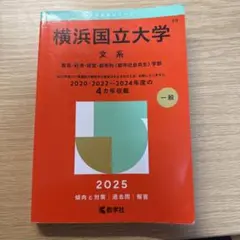 横浜国立大学
文系
教育・経済・経営・都市科〈都市社会共生〉学部
2020・2022〜2024年度の
4カ年収載
一般
2025
傾向と対策｜過去問｜解答
教学社